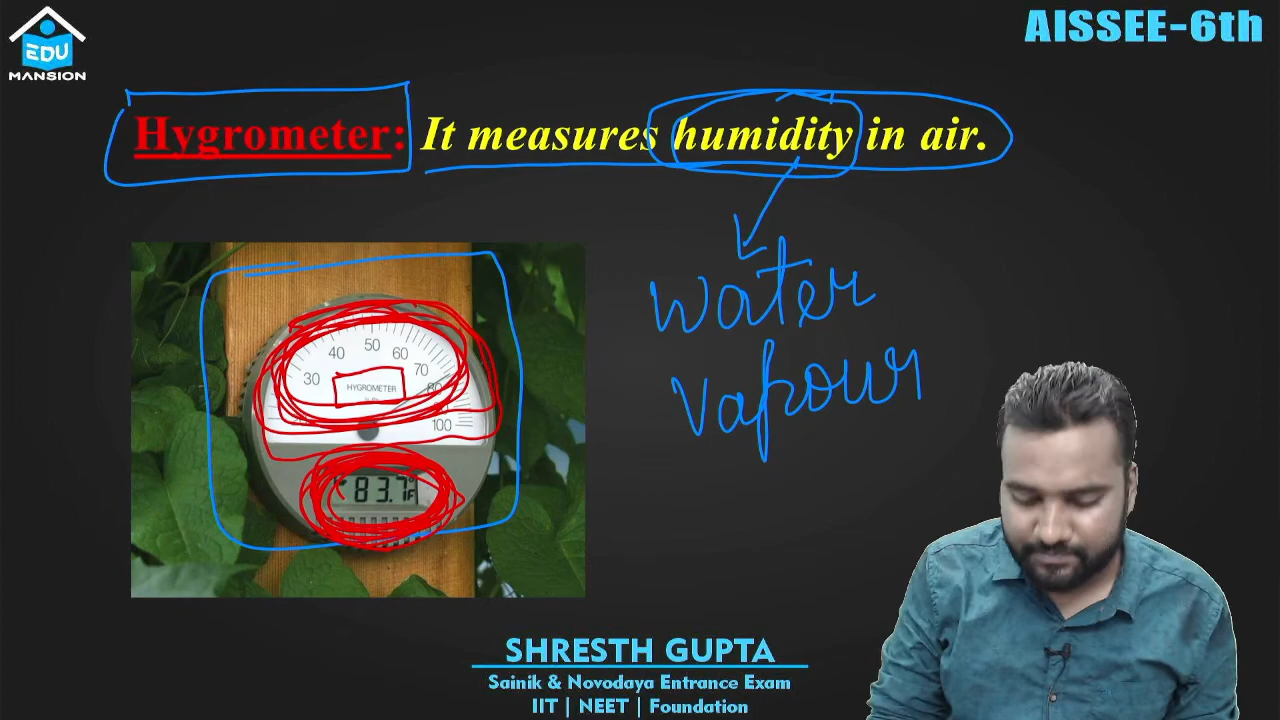 EDU
MANSION
AISSEE-6th
Hygrometer: It measures humidity in air.
Water
Vapour
30 40 50 60 70 80
HYGROMETER
100
83.7°F
SHRESTH GUPTA
Sainik & Novodaya Entrance Exam
IIT | NEET | Foundation